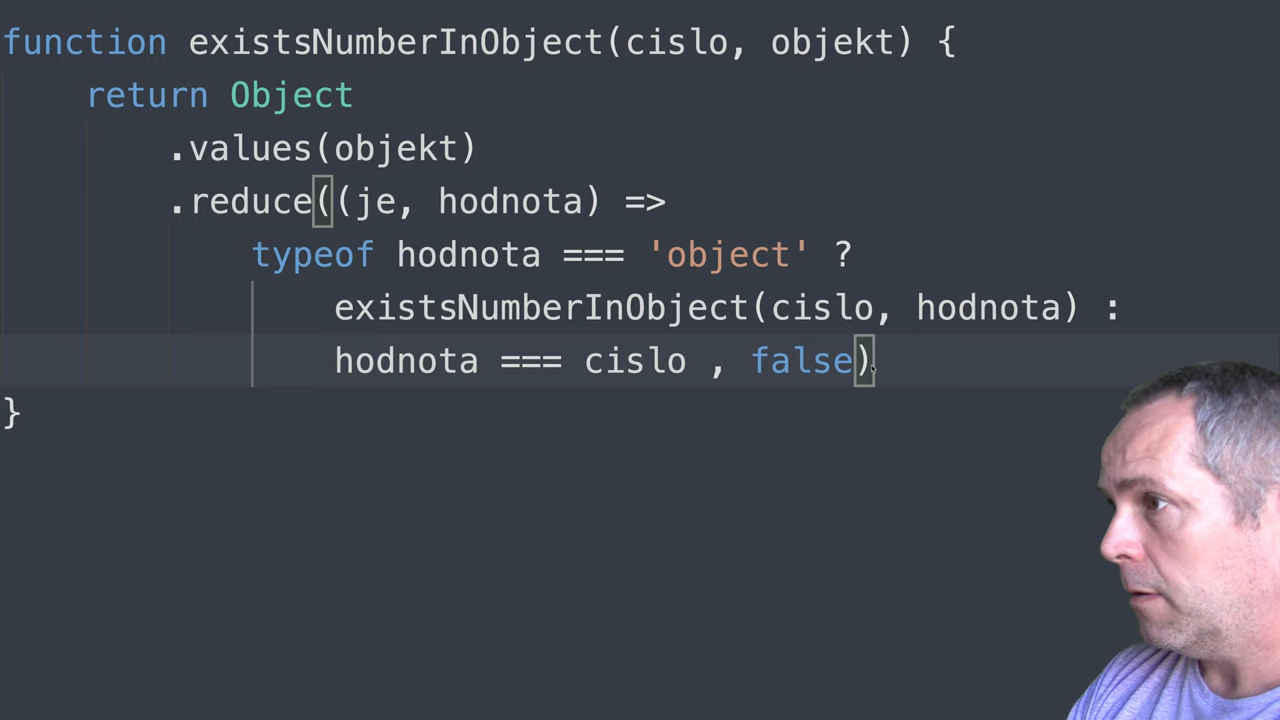 function existsNumberInObject(cislo, objekt) {
return Object
.values(objekt)
.reduce((je, hodnota) =>
typeof hodnota === 'object' ?
existsNumberInObject(cislo, hodnota) :
hodnota === cislo , false)
}